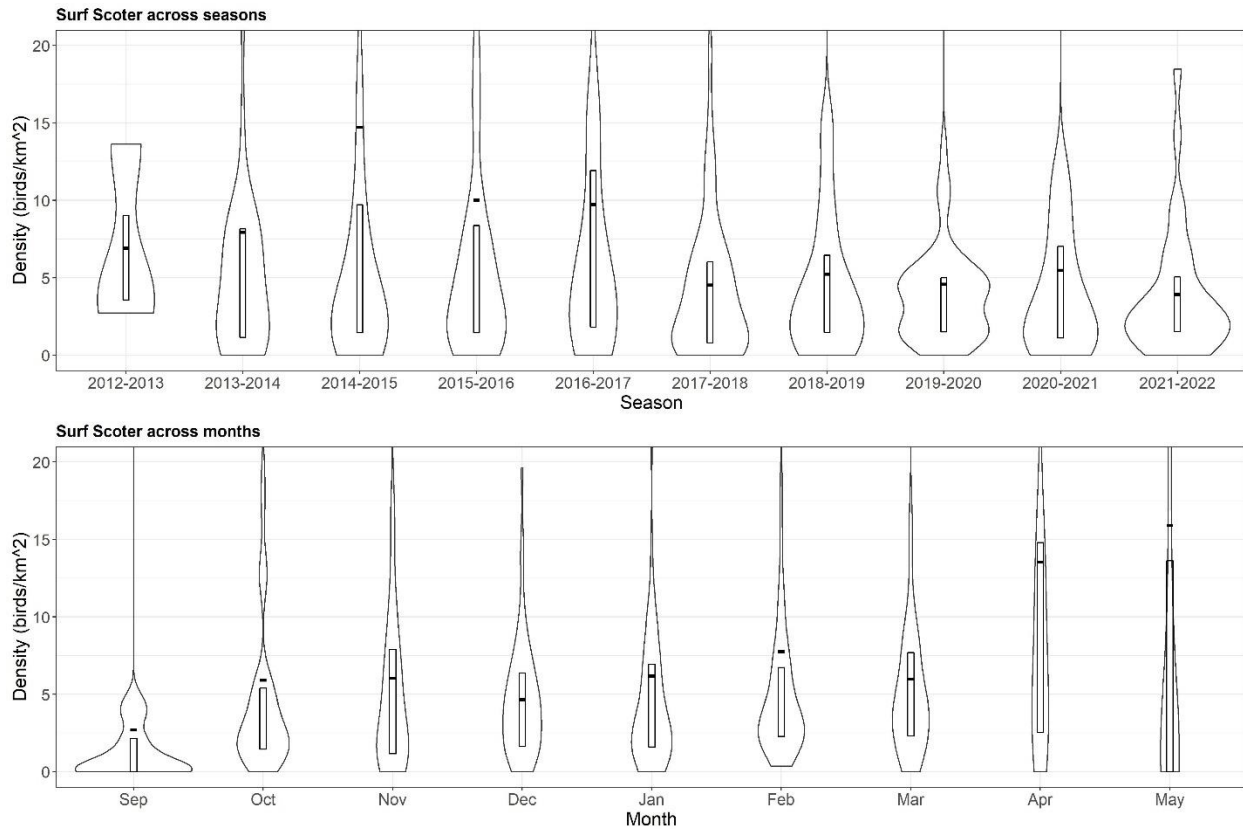 Surf Scoter across seasons
Density (birds/km^2)
20
15
10
5
0
2012-2013 2013-2014 2014-2015 2015-2016 2016-2017 2017-2018 2018-2019 2019-2020 2020-2021 2021-2022
Season
Surf Scoter across months
Density (birds/km^2)
20
15
10
5
0
Sep Oct Nov Dec Jan Feb Mar Apr May
Month